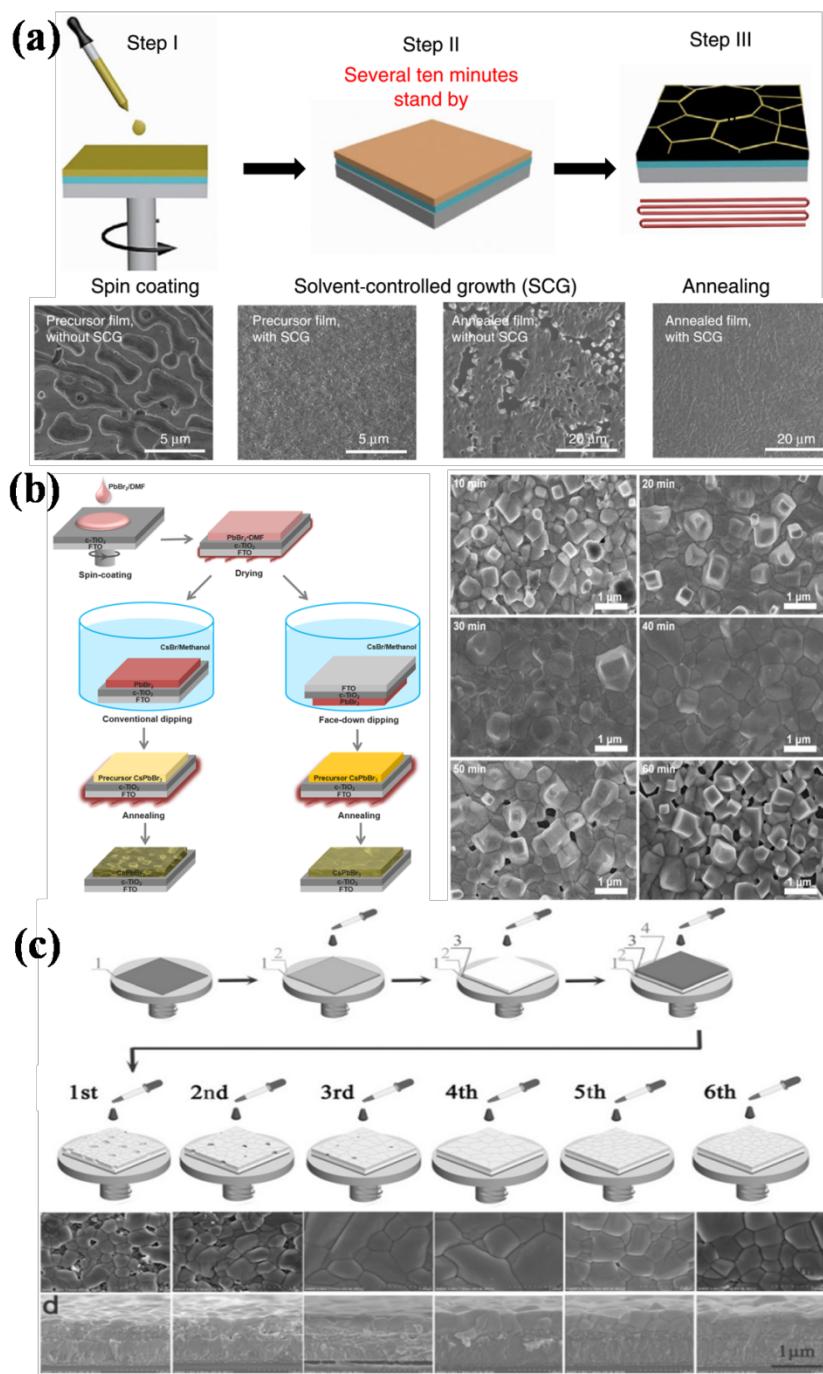 (a)
Step I
Step II
Step III
Several ten minutes
stand by
Spin coating
Solvent-controlled growth (SCG)
Annealing
Precursor film,
without SCG
5 μm
Precursor film,
with SCG
5 μm
Annealed film,
without SCG
20 μm
Annealed film,
with SCG
20 μm
(b)
PbBr₂/DMF
c-TiO₂
FTO
Spin-coating
PbBr₂·DMF
c-TiO₂
FTO
Drying
CsBr/Methanol
PbBr₂
c-TiO₂
FTO
Conventional dipping
CsBr/Methanol
FTO
c-TiO₂
PbBr₂
Face-down dipping
Precursor CsPbBr₃
c-TiO₂
FTO
Annealing
Precursor CsPbBr₃
c-TiO₂
FTO
Annealing
CsPbBr₃
c-TiO₂
FTO
CsPbBr₃
c-TiO₂
FTO
10 min
1 μm
20 min
1 μm
30 min
1 μm
40 min
1 μm
50 min
1 μm
60 min
1 μm
(c)
1
2
1
3
2
1
4
3
2
1
1st
2nd
3rd
4th
5th
6th
d
1μm